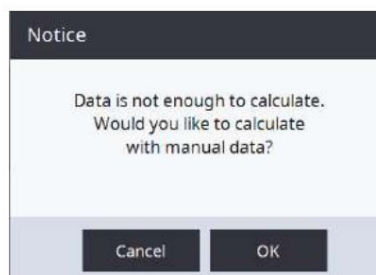 Notice
Data is not enough to calculate.
Would you like to calculate
with manual data?
Cancel
OK